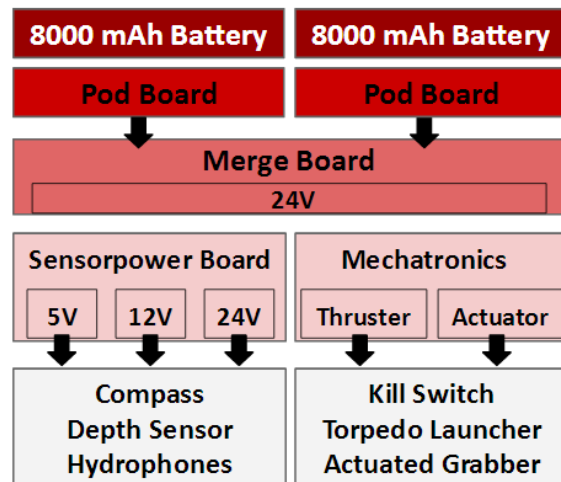 8000 mAh Battery 8000 mAh Battery
Pod Board Pod Board
Merge Board
24V
Sensorpower Board Mechatronics
5V 12V 24V Thruster Actuator
Compass Kill Switch
Depth Sensor Torpedo Launcher
Hydrophones Actuated Grabber